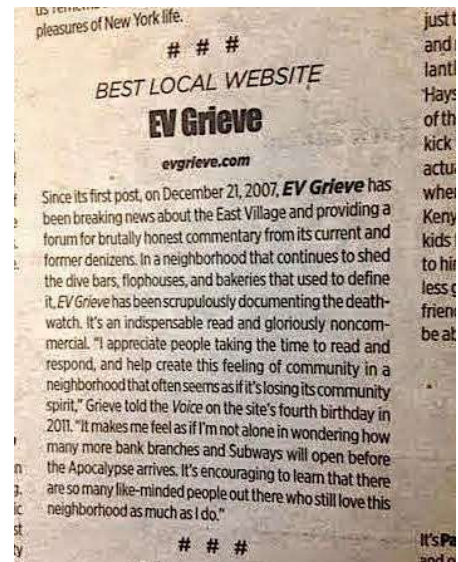 pleasures of New York life.
# # #
BEST LOCAL WEBSITE
EV Grieve
evgrieve.com
Since its first post, on December 21, 2007, EV Grieve has
been breaking news about the East Village and providing a
forum for brutally honest commentary from its current and
former denizens. In a neighborhood that continues to shed
the dive bars, flophouses, and bakeries that used to define
it, EV Grieve has been scrupulously documenting the death-
watch. It's an indispensable read and gloriously noncom-
mercial. "I appreciate people taking the time to read and
respond, and help create this feeling of community in a
neighborhood that often seems as if it's losing its community
spirit," Grieve told the Voice on the site's fourth birthday in
2011. "It makes me feel as if I'm not alone in wondering how
many more bank branches and Subways will open before
the Apocalypse arrives. It's encouraging to learn that there
are so many like-minded people out there who still love this
neighborhood as much as I do."
# # #
just t
and
lanti
'Hays
of th
kick
actua
when
Keny
kids
to hi
less g
friend
be ab
It's Pa